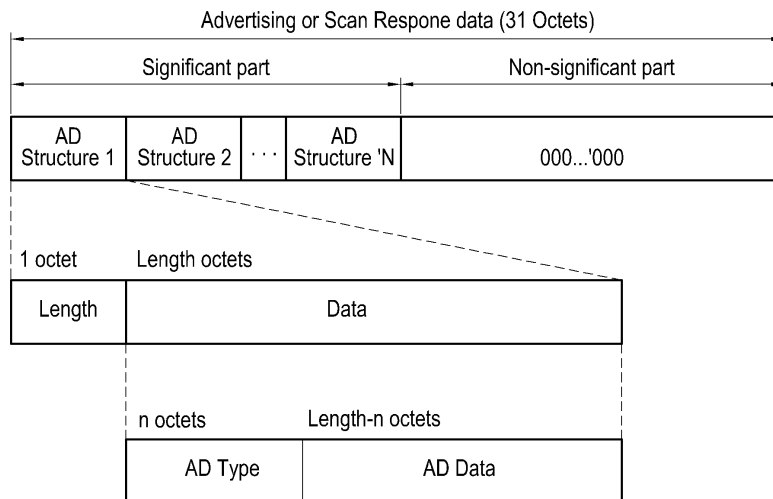 Advertising or Scan Respone data (31 Octets)
Significant part
Non-significant part
AD
Structure 1
AD
Structure 2
...
AD
Structure 'N
000...'000
1 octet
Length octets
Length
Data
n octets
Length-n octets
AD Type
AD Data